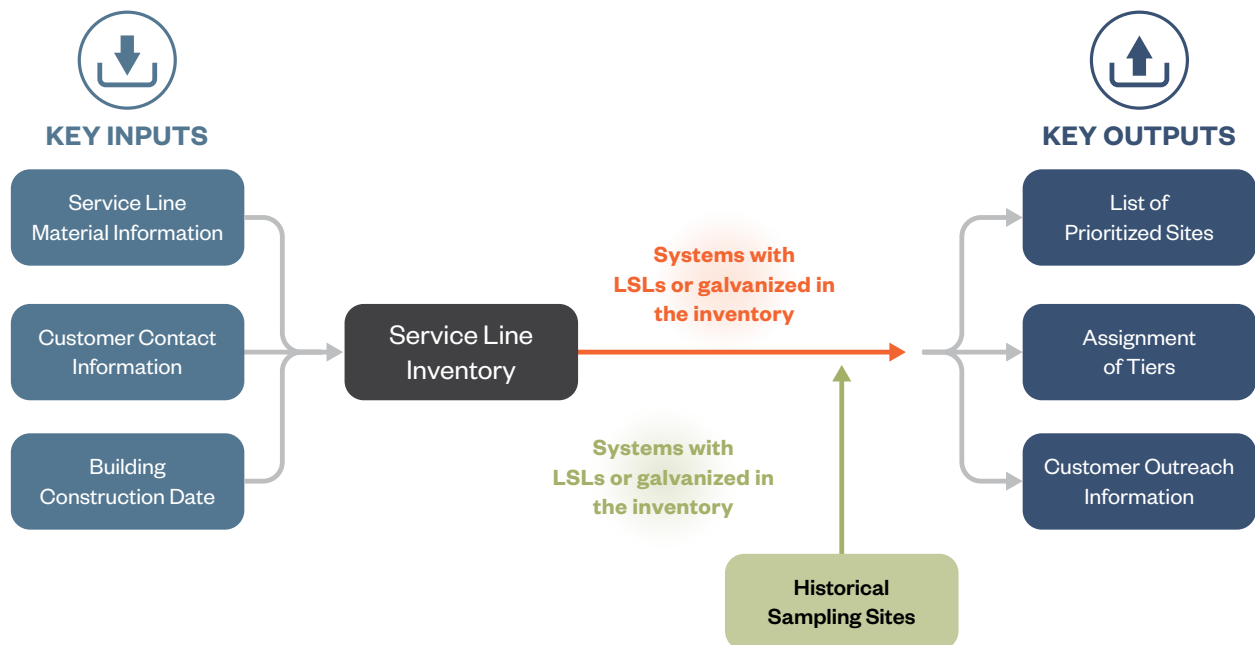 KEY INPUTS
Service Line
Material Information
Customer Contact
Information
Building
Construction Date
Service Line
Inventory
Systems with
LSLs or galvanized in
the inventory
Systems with
LSLs or galvanized in
the inventory
Historical
Sampling Sites
KEY OUTPUTS
List of
Prioritized Sites
Assignment
of Tiers
Customer Outreach
Information